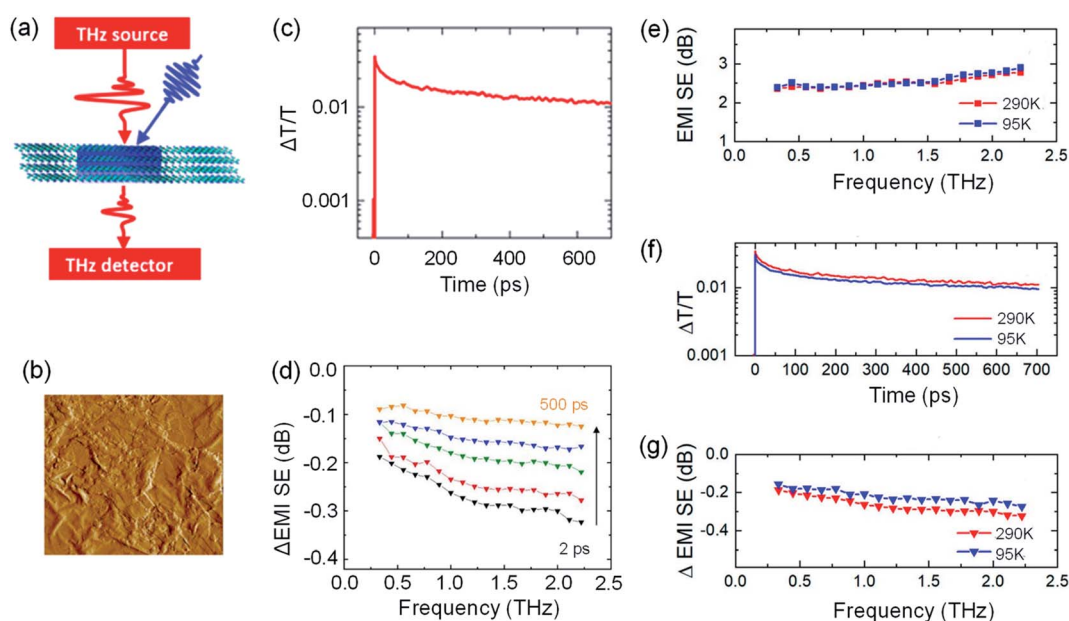 (a)
THz source
THz detector
(b)
(c)
ΔT/T
0.01
0.001
0 200 400 600
Time (ps)
(d)
ΔEMI SE (dB)
0.0
-0.1
-0.2
-0.3
-0.4
500 ps
2 ps
0.0 0.5 1.0 1.5 2.0 2.5
Frequency (THz)
(e)
EMI SE (dB)
3
2
1
290K
95K
0.0 0.5 1.0 1.5 2.0 2.5
Frequency (THz)
(f)
ΔT/T
0.01
0.001
290K
95K
0 100 200 300 400 500 600 700
Time (ps)
(g)
Δ EMI SE (dB)
0.0
-0.2
-0.4
290K
95K
0.0 0.5 1.0 1.5 2.0 2.5
Frequency (THz)